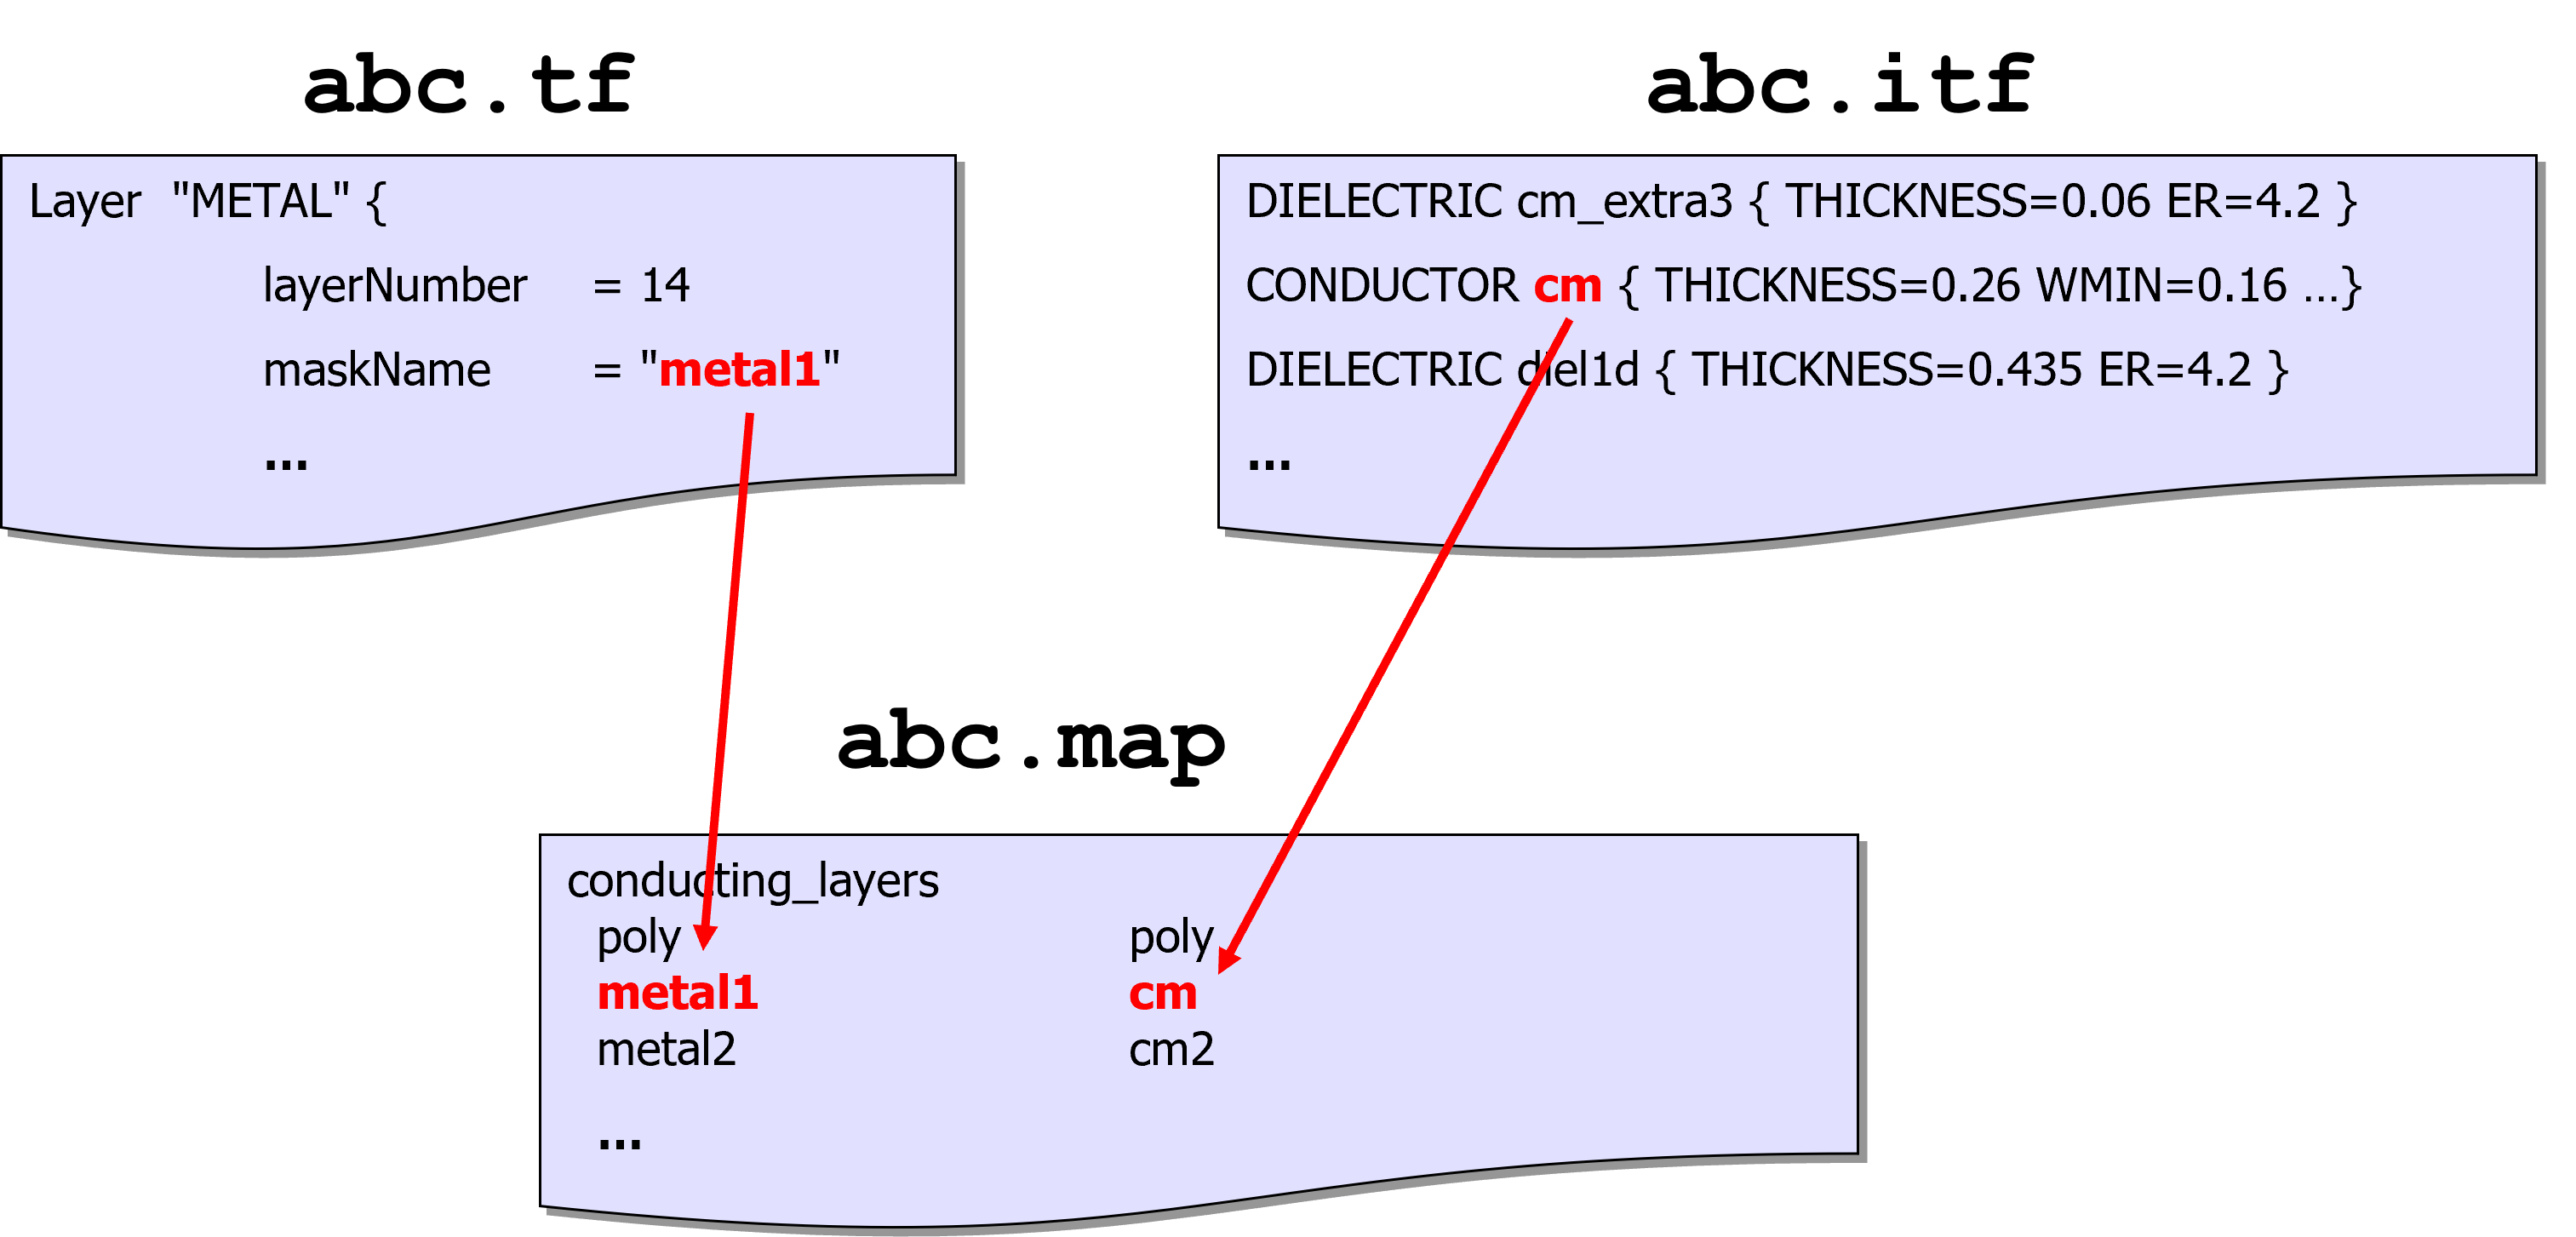 abc.tf
Layer "METAL" {
layerNumber = 14
maskName = "metal1"
...
abc.itf
DIELECTRIC cm_extra3 { THICKNESS=0.06 ER=4.2 }
CONDUCTOR cm { THICKNESS=0.26 WMIN=0.16 ...}
DIELECTRIC diel1d { THICKNESS=0.435 ER=4.2 }
...
abc.map
conducting_layers
poly poly
metal1 cm
metal2 cm2
...